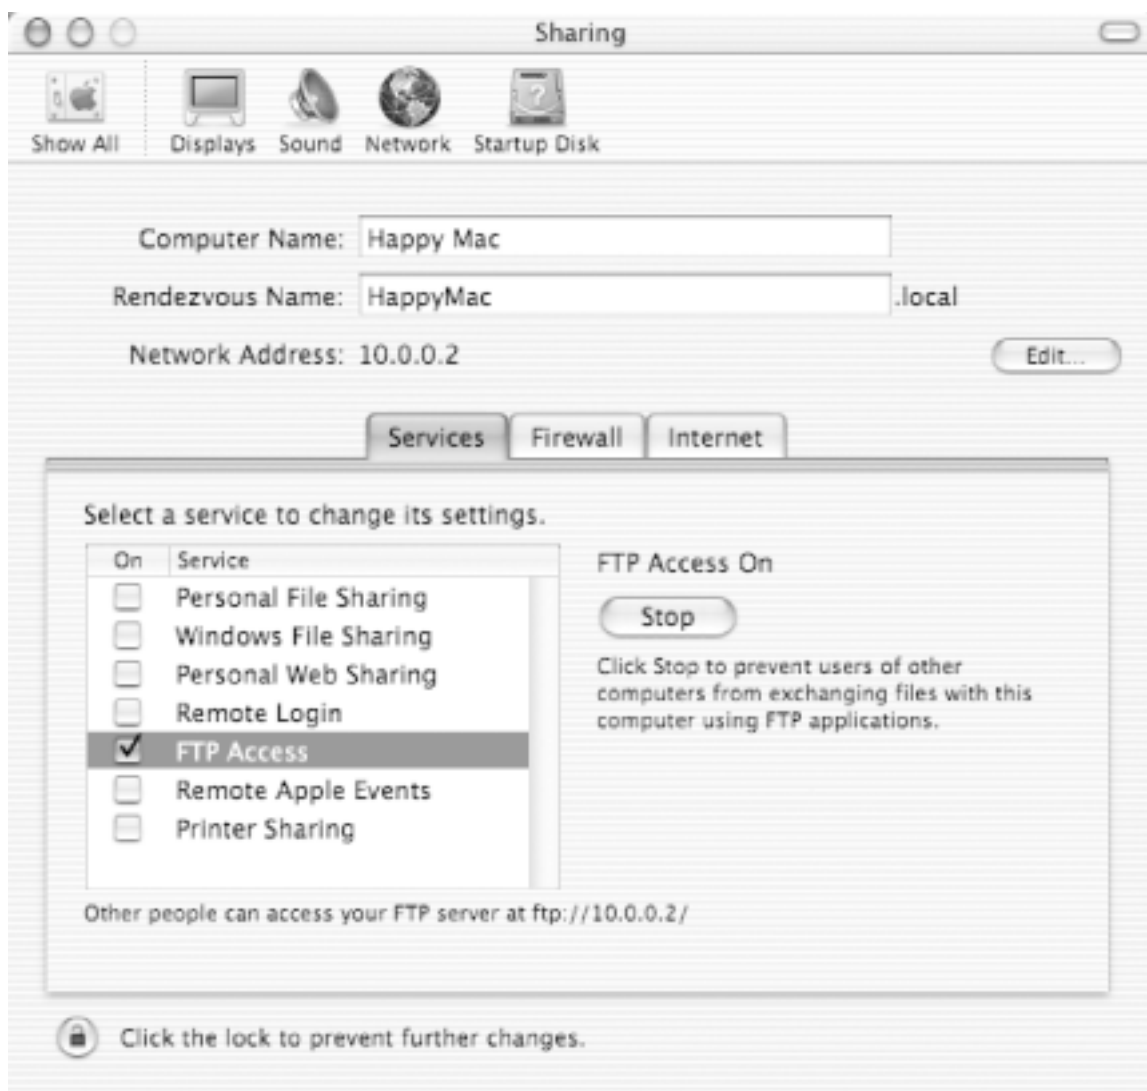 Sharing
Show All Displays Sound Network Startup Disk
Computer Name: Happy Mac
Rendezvous Name: HappyMac .local
Network Address: 10.0.0.2 Edit...
Services Firewall Internet
Select a service to change its settings.
On Service
FTP Access On
Personal File Sharing
Windows File Sharing
Personal Web Sharing
Remote Login
FTP Access
Remote Apple Events
Printer Sharing
Stop
Click Stop to prevent users of other
computers from exchanging files with this
computer using FTP applications.
Other people can access your FTP server at ftp://10.0.0.2/
Click the lock to prevent further changes.